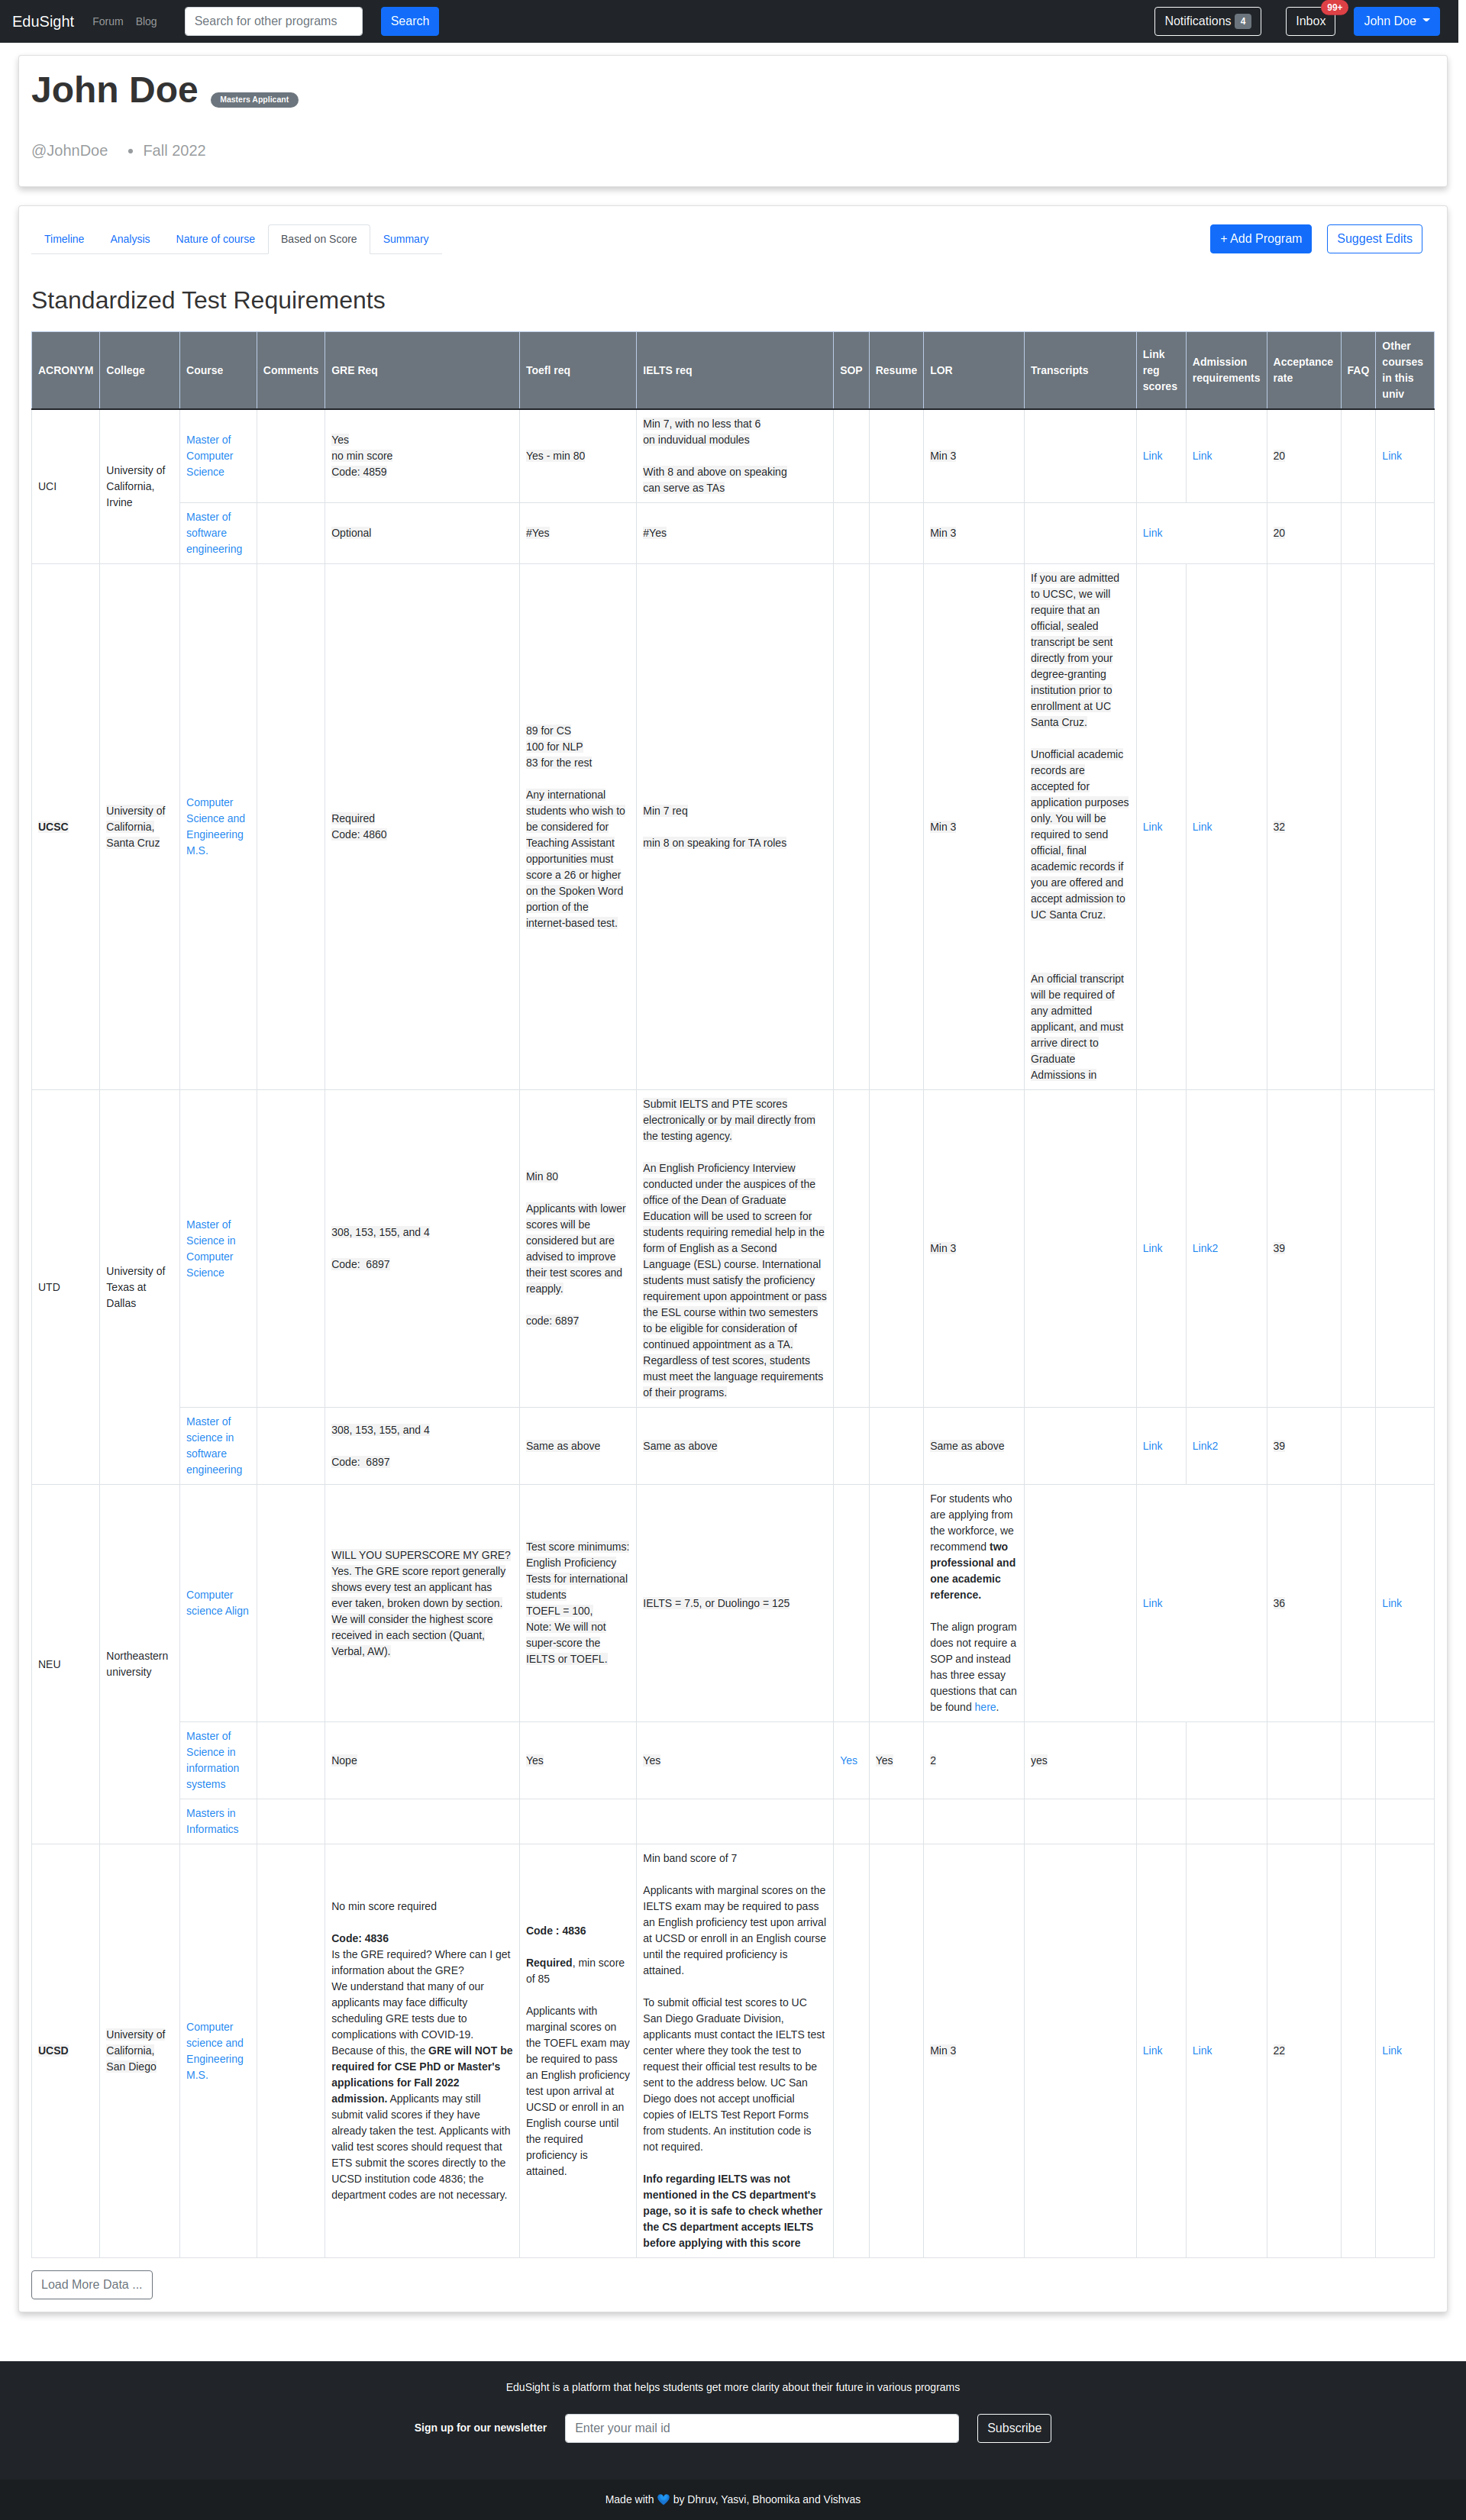 EduSight Forum Blog Search for other programs Search Notifications 4 Inbox 99+ John Doe
John Doe Masters Applicant
@JohnDoe • Fall 2022
Timeline Analysis Nature of course Based on Score Summary + Add Program Suggest Edits
Standardized Test Requirements
ACRONYM
College
Course
Comments
GRE Req
Toefl req
IELTS req
SOP
Resume
LOR
Transcripts
Link
reg
scores
Admission
requirements
Acceptance
rate
FAQ
Other
courses
in this
univ
UCI
University of
California,
Irvine
Master of
Computer
Science
Yes
no min score
Code: 4859
Yes - min 80
Min 7, with no less that 6
on induvidual modules
With 8 and above on speaking
can serve as TAs
Min 3
Link
Link
20
Link
Master of
software
engineering
Optional
#Yes
#Yes
Min 3
Link
20
UCSC
University of
California,
Santa Cruz
Computer
Science and
Engineering
M.S.
Required
Code: 4860
89 for CS
100 for NLP
83 for the rest
Any international
students who wish to
be considered for
Teaching Assistant
opportunities must
score a 26 or higher
on the Spoken Word
portion of the
internet-based test.
Min 7 req
min 8 on speaking for TA roles
Min 3
If you are admitted
to UCSC, we will
require that an
official, sealed
transcript be sent
directly from your
degree-granting
institution prior to
enrollment at UC
Santa Cruz.
Unofficial academic
records are
accepted for
application purposes
only. You will be
required to send
official, final
academic records if
you are offered and
accept admission to
UC Santa Cruz.
An official transcript
will be required of
any admitted
applicant, and must
arrive direct to
Graduate
Admissions in
Link
Link
32
UTD
University of
Texas at
Dallas
Master of
Science in
Computer
Science
308, 153, 155, and 4
Code: 6897
Min 80
Applicants with lower
scores will be
considered but are
advised to improve
their test scores and
reapply.
code: 6897
Submit IELTS and PTE scores
electronically or by mail directly from
the testing agency.
An English Proficiency Interview
conducted under the auspices of the
office of the Dean of Graduate
Education will be used to screen for
students requiring remedial help in the
form of English as a Second
Language (ESL) course. International
students must satisfy the proficiency
requirement upon appointment or pass
the ESL course within two semesters
to be eligible for consideration of
continued appointment as a TA.
Regardless of test scores, students
must meet the language requirements
of their programs.
Min 3
Link
Link2
39
Master of
science in
software
engineering
308, 153, 155, and 4
Code: 6897
Same as above
Same as above
Same as above
Link
Link2
39
NEU
Northeastern
university
Computer
science Align
WILL YOU SUPERSCORE MY GRE?
Yes. The GRE score report generally
shows every test an applicant has
ever taken, broken down by section.
We will consider the highest score
received in each section (Quant,
Verbal, AW).
Test score minimums:
English Proficiency
Tests for international
students
TOEFL = 100,
Note: We will not
super-score the
IELTS or TOEFL.
IELTS = 7.5, or Duolingo = 125
For students who
are applying from
the workforce, we
recommend two
professional and
one academic
reference.
The align program
does not require a
SOP and instead
has three essay
questions that can
be found here.
Link
36
Link
Master of
Science in
information
systems
Nope
Yes
Yes
Yes
Yes
2
yes
Masters in
Informatics
UCSD
University of
California,
San Diego
Computer
science and
Engineering
M.S.
No min score required
Code: 4836
Is the GRE required? Where can I get
information about the GRE?
We understand that many of our
applicants may face difficulty
scheduling GRE tests due to
complications with COVID-19.
Because of this, the GRE will NOT be
required for CSE PhD or Master's
applications for Fall 2022
admission. Applicants may still
submit valid scores if they have
already taken the test. Applicants with
valid test scores should request that
ETS submit the scores directly to the
UCSD institution code 4836; the
department codes are not necessary.
Code : 4836
Required, min score
of 85
Applicants with
marginal scores on
the TOEFL exam may
be required to pass
an English proficiency
test upon arrival at
UCSD or enroll in an
English course until
the required
proficiency is
attained.
Min band score of 7
Applicants with marginal scores on the
IELTS exam may be required to pass
an English proficiency test upon arrival
at UCSD or enroll in an English course
until the required proficiency is
attained.
To submit official test scores to UC
San Diego Graduate Division,
applicants must contact the IELTS test
center where they took the test to
request their official test results to be
sent to the address below. UC San
Diego does not accept unofficial
copies of IELTS Test Report Forms
from students. An institution code is
not required.
Info regarding IELTS was not
mentioned in the CS department's
page, so it is safe to check whether
the CS department accepts IELTS
before applying with this score
Min 3
Link
Link
22
Link
Load More Data ...
EduSight is a platform that helps students get more clarity about their future in various programs
Sign up for our newsletter Enter your mail id Subscribe
Made with 💙 by Dhruv, Yasvi, Bhoomika and Vishvas